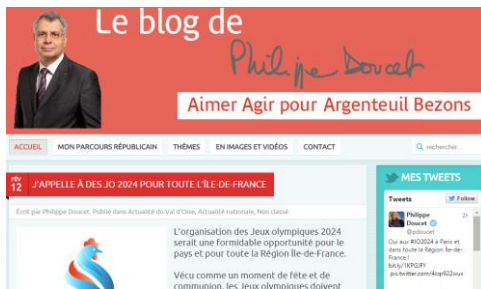 Le blog de
Philippe Doucet
Aimer Agir pour Argenteuil Bezons
ACCUEIL MON PARCOURS RÉPUBLICAIN THÈMES EN IMAGES ET VIDÉOS CONTACT
recherchez...
FÉV
12
J'APPELLE À DES JO 2024 POUR TOUTE L'ÎLE-DE-FRANCE
Écrit par Philippe Doucet. Publié dans Actualité du Val d'Oise, Actualité nationale, Non classé
L'organisation des Jeux olympiques 2024
serait une formidable opportunité pour le
pays et pour toute la Région Île-de-France.
Vécu comme un moment de fête et de
communion, les Jeux olympiques doivent
MES TWEETS
Tweets Follow
Philippe 2h
Doucet
@pdoucet
Oui aux #JO2024 à Paris et
dans toute la Région Île-de-
France !
bit.ly/1KPGJFY